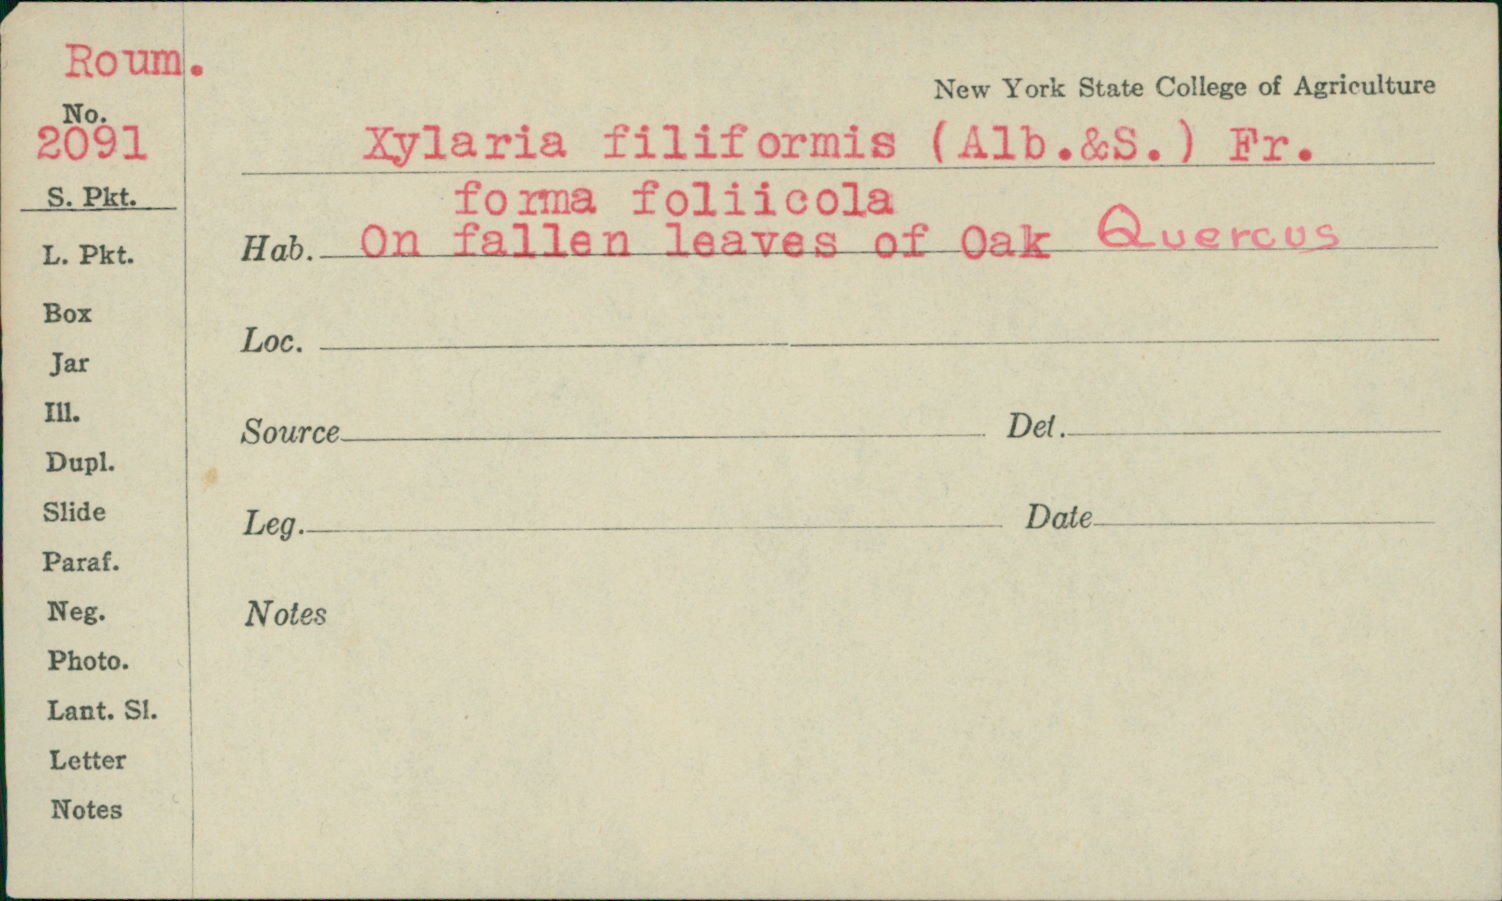 Roum.
No.
2091
S. Pkt.
L. Pkt.
Box
Jar
Ill.
Dupl.
Slide
Paraf.
Neg.
Photo.
Lant. Sl.
Letter
Notes
New York State College of Agriculture
Xylaria filiformis (Alb.&S.) Fr.
forma foliicola
Hab. On fallen leaves of Oak Quercus
Loc.
Source Det.
Leg. Date
Notes